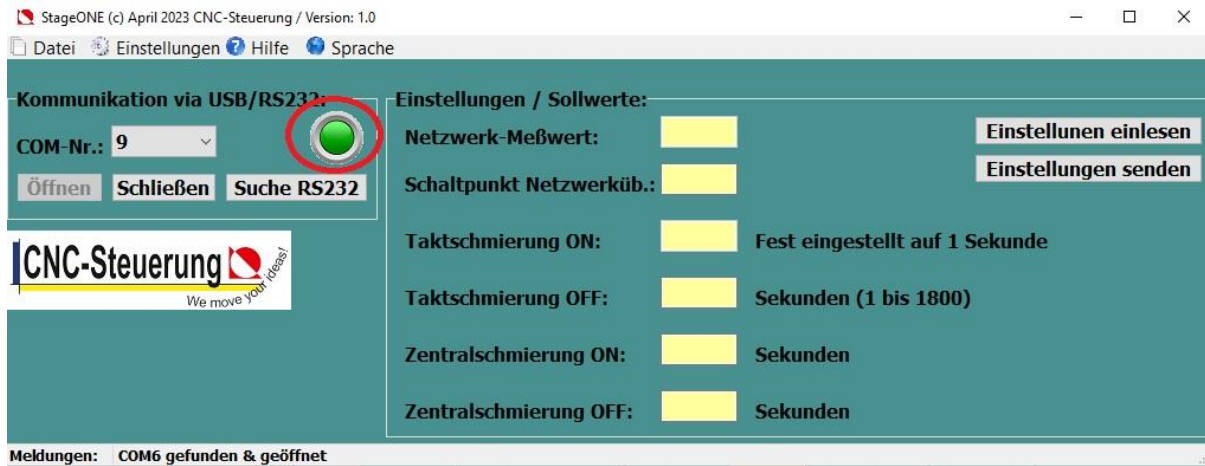 StageONE (c) April 2023 CNC-Steuerung / Version: 1.0
Datei Einstellungen Hilfe Sprache
Kommunikation via USB/RS232:
COM-Nr.: 9
Öffnen Schließen Suche RS232
CNC-Steuerung
We move your ideas!
Einstellungen / Sollwerte:
Netzwerk-Meßwert:
Schaltpunkt Netzwerküb.:
Taktschmierung ON: Fest eingestellt auf 1 Sekunde
Taktschmierung OFF: Sekunden (1 bis 1800)
Zentralschmierung ON: Sekunden
Zentralschmierung OFF: Sekunden
Einstellunen einlesen
Einstellungen senden
Meldungen: COM6 gefunden & geöffnet